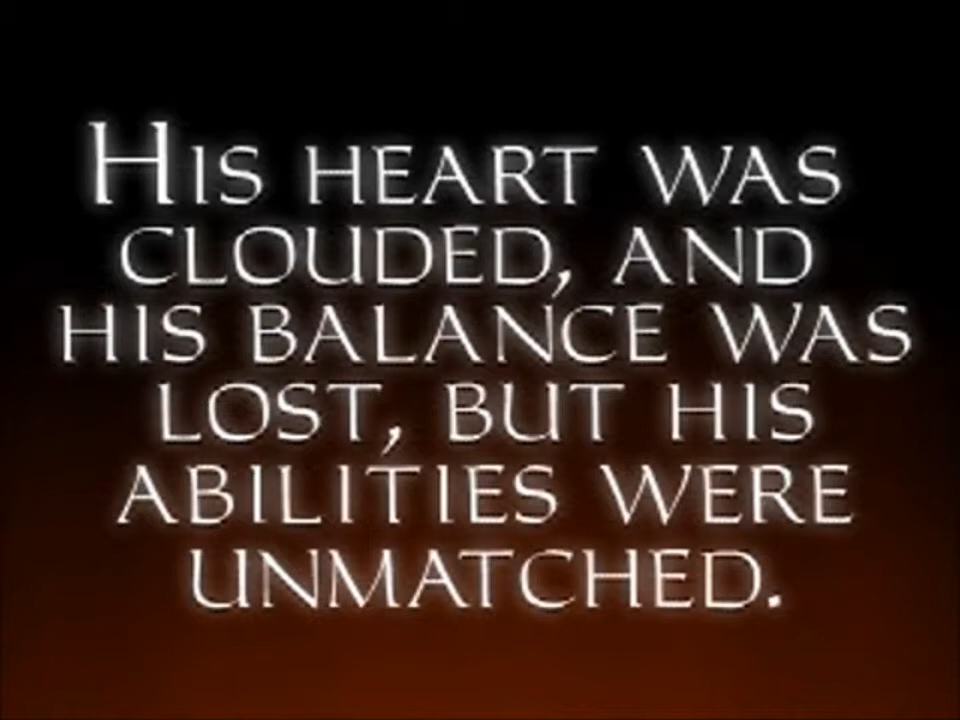 His heart was
clouded, and
his balance was
lost, but his
abilities were
unmatched.